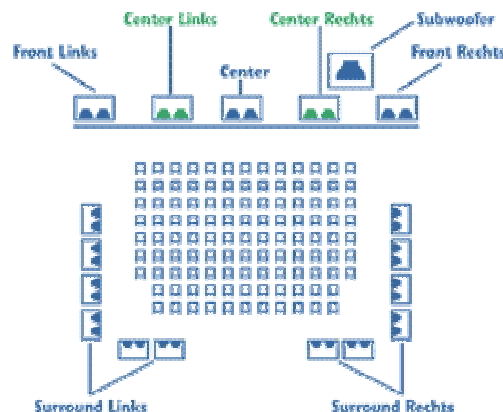 Center Links
Center Rechts
Subwoofer
Front Links
Center
Front Rechts
Surround Links
Surround Rechts